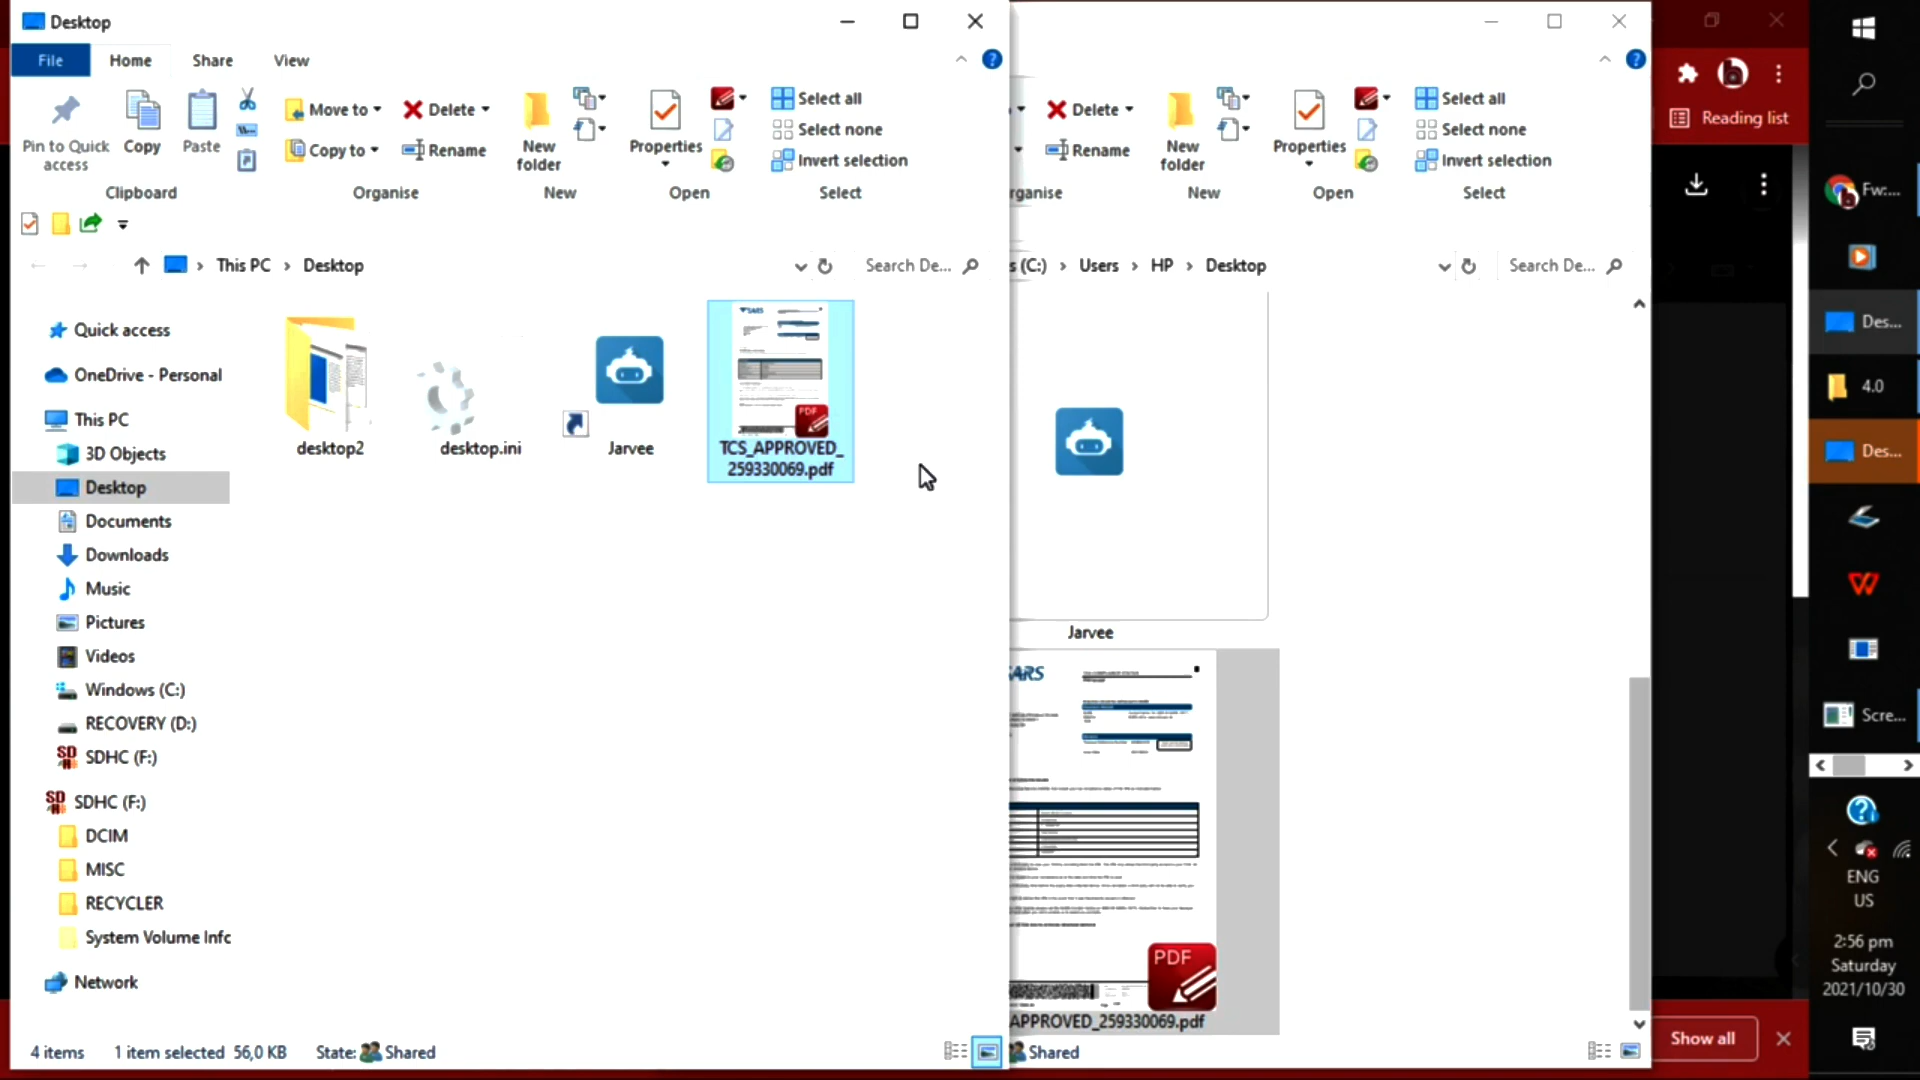 Desktop
File
Home
Share
View
Pin to Quick
access
Copy
Paste
Move to
Copy to
Delete
Rename
New
folder
Properties
Select all
Select none
Invert selection
Clipboard
Organise
New
Open
Select
This PC
Desktop
Search De...
Quick access
OneDrive - Personal
This PC
3D Objects
Desktop
Documents
Downloads
Music
Pictures
Videos
Windows (C:)
RECOVERY (D:)
SDHC (F:)
SDHC (F:)
DCIM
MISC
RECYCLER
System Volume Info
Network
desktop2
desktop.ini
Jarvee
SARS
PDF
TCS_APPROVED_
259330069.pdf
4 items
1 item selected 56,0 KB
State:
Shared
Delete
Rename
New
folder
Properties
Select all
Select none
Invert selection
rganise
New
Open
Select
s (C:)
Users
HP
Desktop
Search De...
Jarvee
SARS
PDF
APPROVED_259330069.pdf
Shared
Reading list
Show all
Fw:...
Des...
4.0
Des...
Scre...
ENG
US
2:56 pm
Saturday
2021/10/30